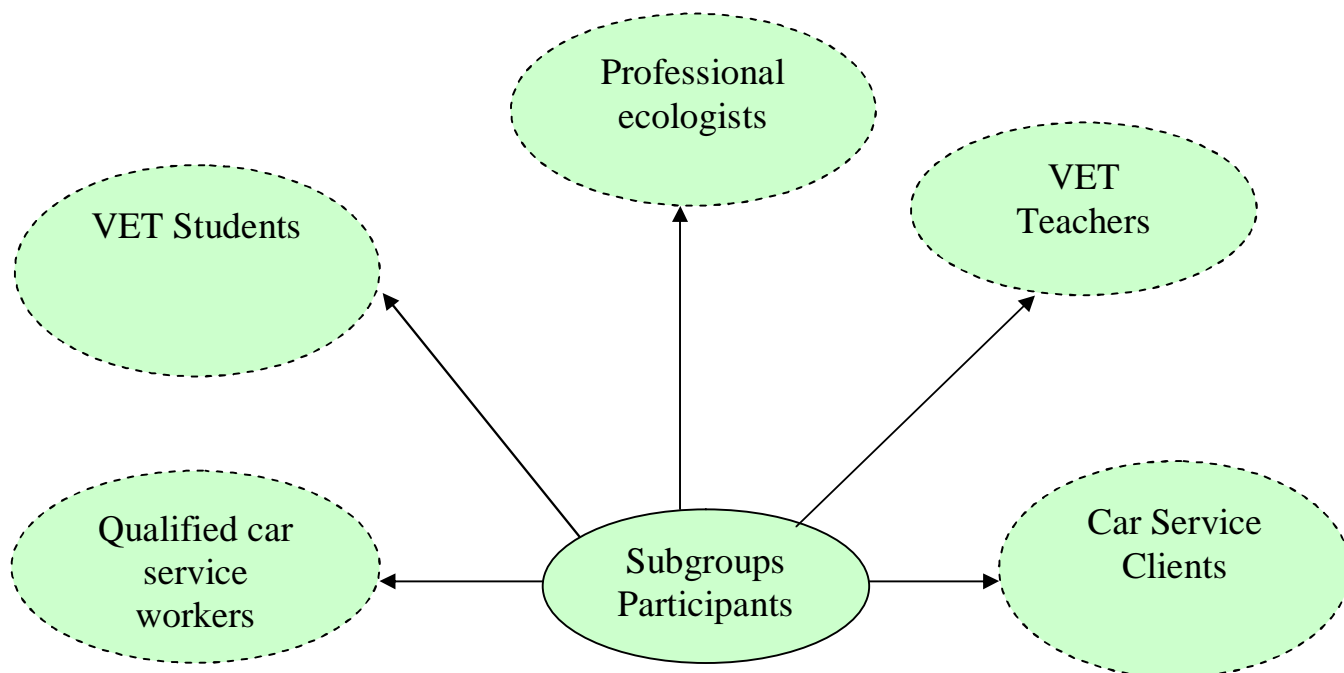 Professional
ecologists
VET
Teachers
VET Students
Qualified car
service
workers
Subgroups
Participants
Car Service
Clients